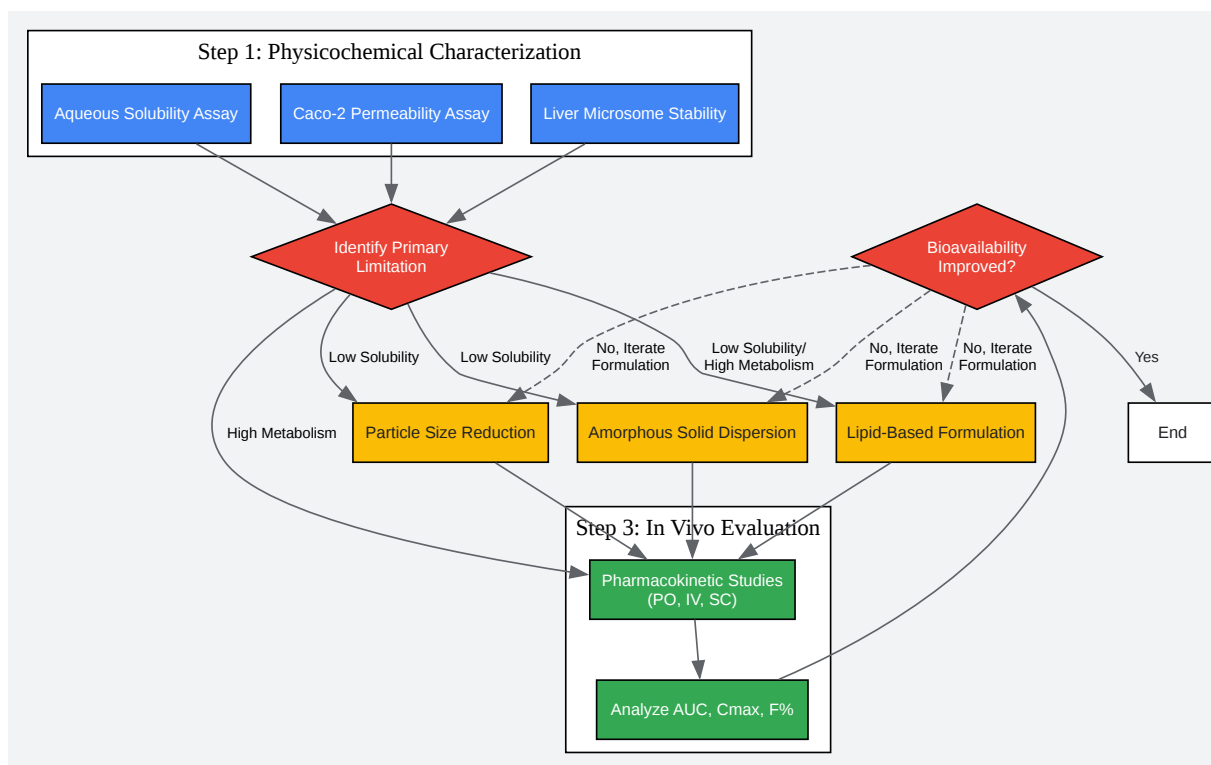 Step 1: Physicochemical Characterization
Aqueous Solubility Assay
Caco-2 Permeability Assay
Liver Microsome Stability
Identify Primary
Limitation
Bioavailability
Improved?
Low Solubility
Low Solubility
No, Iterate
Formulation
Low Solubility/
High Metabolism
No, Iterate
Formulation
No, Iterate
Formulation
Yes
High Metabolism
Particle Size Reduction
Amorphous Solid Dispersion
Lipid-Based Formulation
End
Step 3: In Vivo Evaluation
Pharmacokinetic Studies
(PO, IV, SC)
Analyze AUC, Cmax, F%